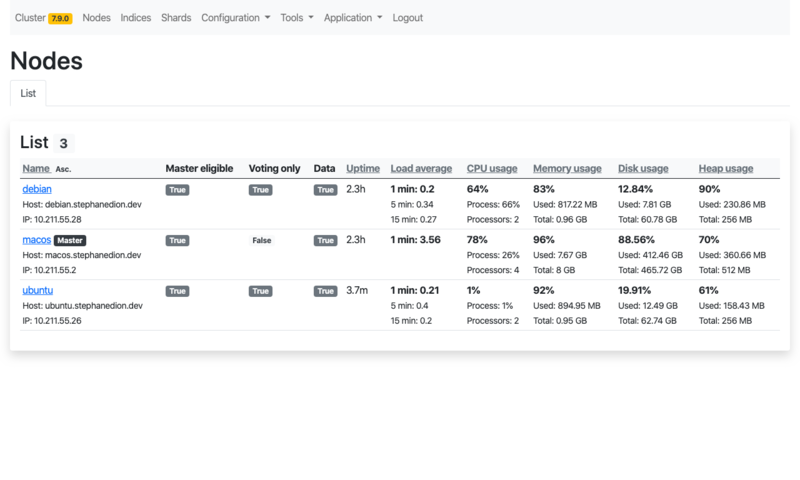 Cluster 7.9.0 Nodes Indices Shards Configuration Tools Application Logout
Nodes
List
List 3
Name Asc. Master eligible Voting only Data Uptime Load average CPU usage Memory usage Disk usage Heap usage
debian True True True 2.3h 1 min: 0.2 64% 83% 12.84% 90%
Host: debian.stephanedion.dev 5 min: 0.34 Process: 66% Used: 817.22 MB Used: 7.81 GB Used: 230.86 MB
IP: 10.211.55.28 15 min: 0.27 Processors: 2 Total: 0.96 GB Total: 60.78 GB Total: 256 MB
macos Master True False True 2.3h 1 min: 3.56 78% 96% 88.56% 70%
Host: macos.stephanedion.dev Process: 26% Used: 7.67 GB Used: 412.46 GB Used: 360.66 MB
IP: 10.211.55.2 Processors: 4 Total: 8 GB Total: 465.72 GB Total: 512 MB
ubuntu True True True 3.7m 1 min: 0.21 1% 92% 19.91% 61%
Host: ubuntu.stephanedion.dev 5 min: 0.4 Process: 1% Used: 894.95 MB Used: 12.49 GB Used: 158.43 MB
IP: 10.211.55.26 15 min: 0.2 Processors: 2 Total: 0.95 GB Total: 62.74 GB Total: 256 MB